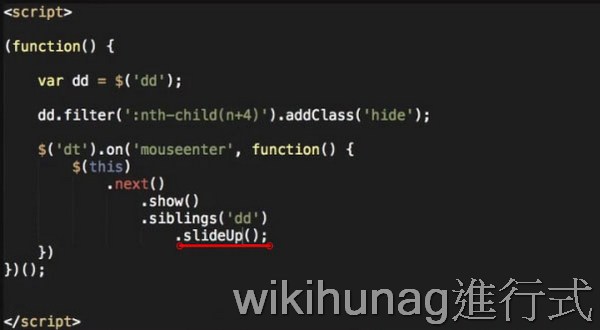 <script>
(function() {
var dd = $('dd');
dd.filter(':nth-child(n+4)').addClass('hide');
$('dt').on('mouseenter', function() {
$(this)
.next()
.show()
.siblings('dd')
.slideUp();
})
})();
</script>
wikihunag進行式